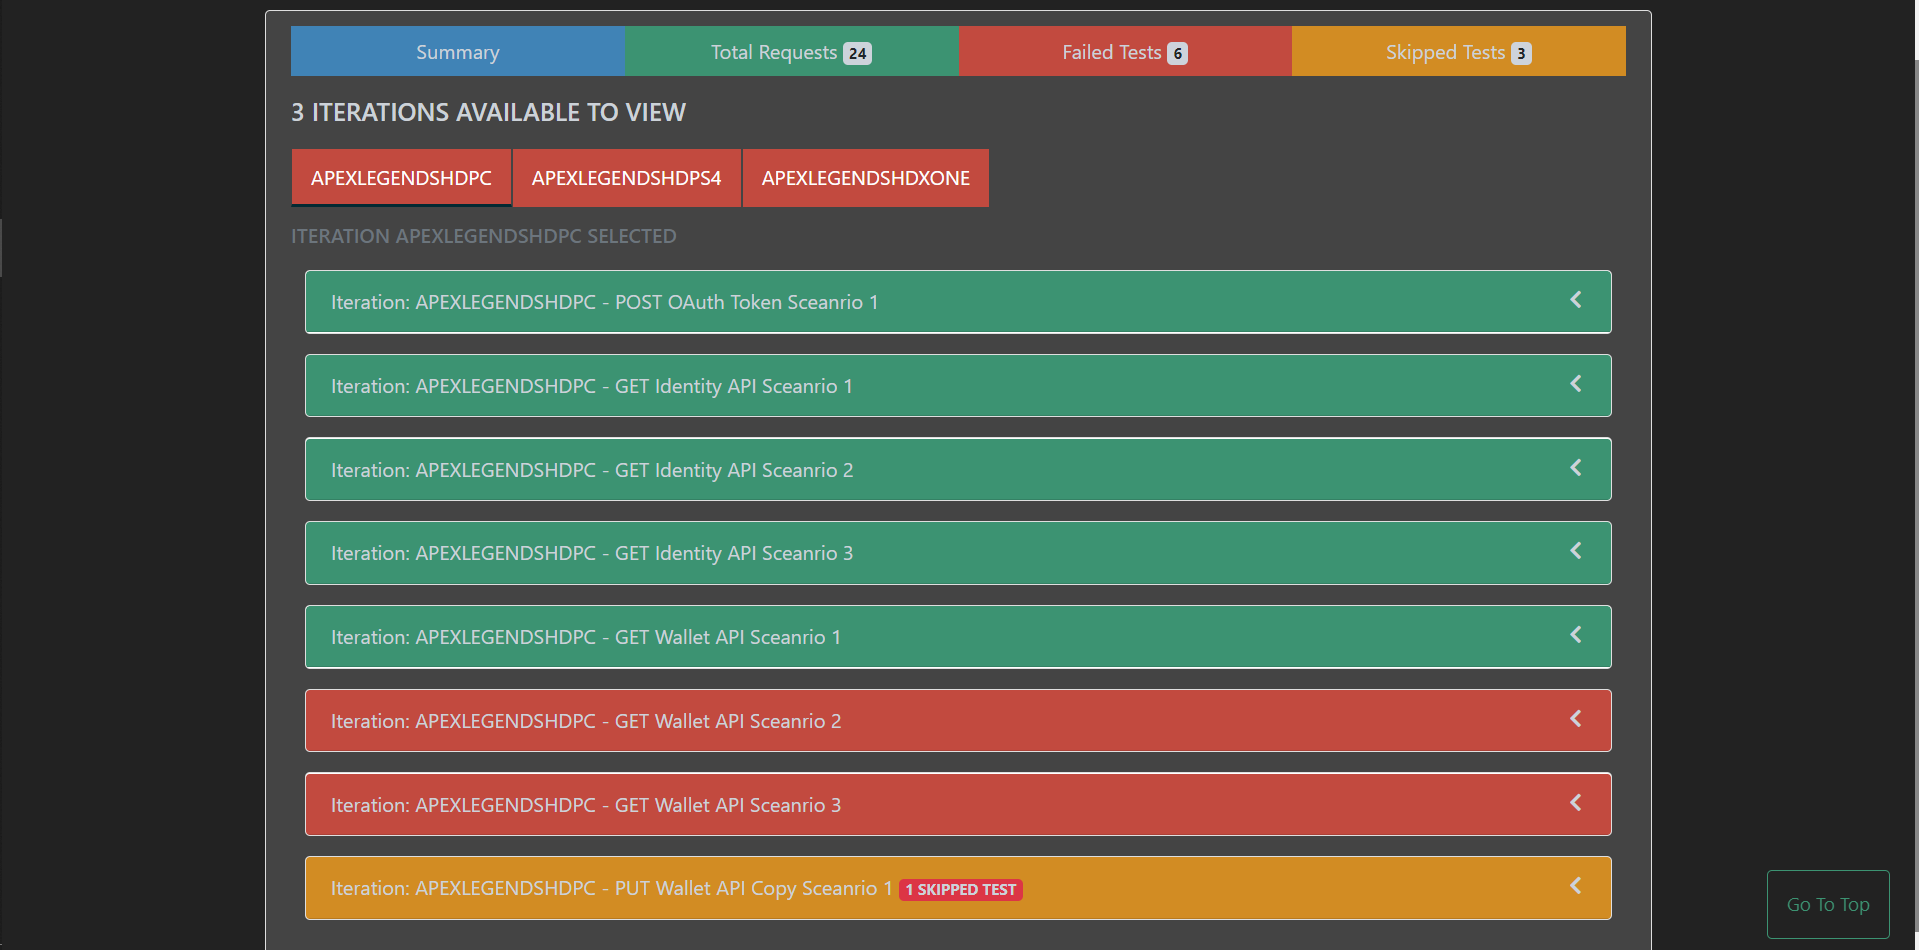 Summary
Total Requests 24
Failed Tests 6
Skipped Tests 3
3 ITERATIONS AVAILABLE TO VIEW
APEXLEGENDSHDPC
APEXLEGENDSHDPS4
APEXLEGENDSHDXONE
ITERATION APEXLEGENDSHDPC SELECTED
Iteration: APEXLEGENDSHDPC - POST OAuth Token Sceanrio 1
Iteration: APEXLEGENDSHDPC - GET Identity API Sceanrio 1
Iteration: APEXLEGENDSHDPC - GET Identity API Sceanrio 2
Iteration: APEXLEGENDSHDPC - GET Identity API Sceanrio 3
Iteration: APEXLEGENDSHDPC - GET Wallet API Sceanrio 1
Iteration: APEXLEGENDSHDPC - GET Wallet API Sceanrio 2
Iteration: APEXLEGENDSHDPC - GET Wallet API Sceanrio 3
Iteration: APEXLEGENDSHDPC - PUT Wallet API Copy Sceanrio 1 1 SKIPPED TEST
Go To Top